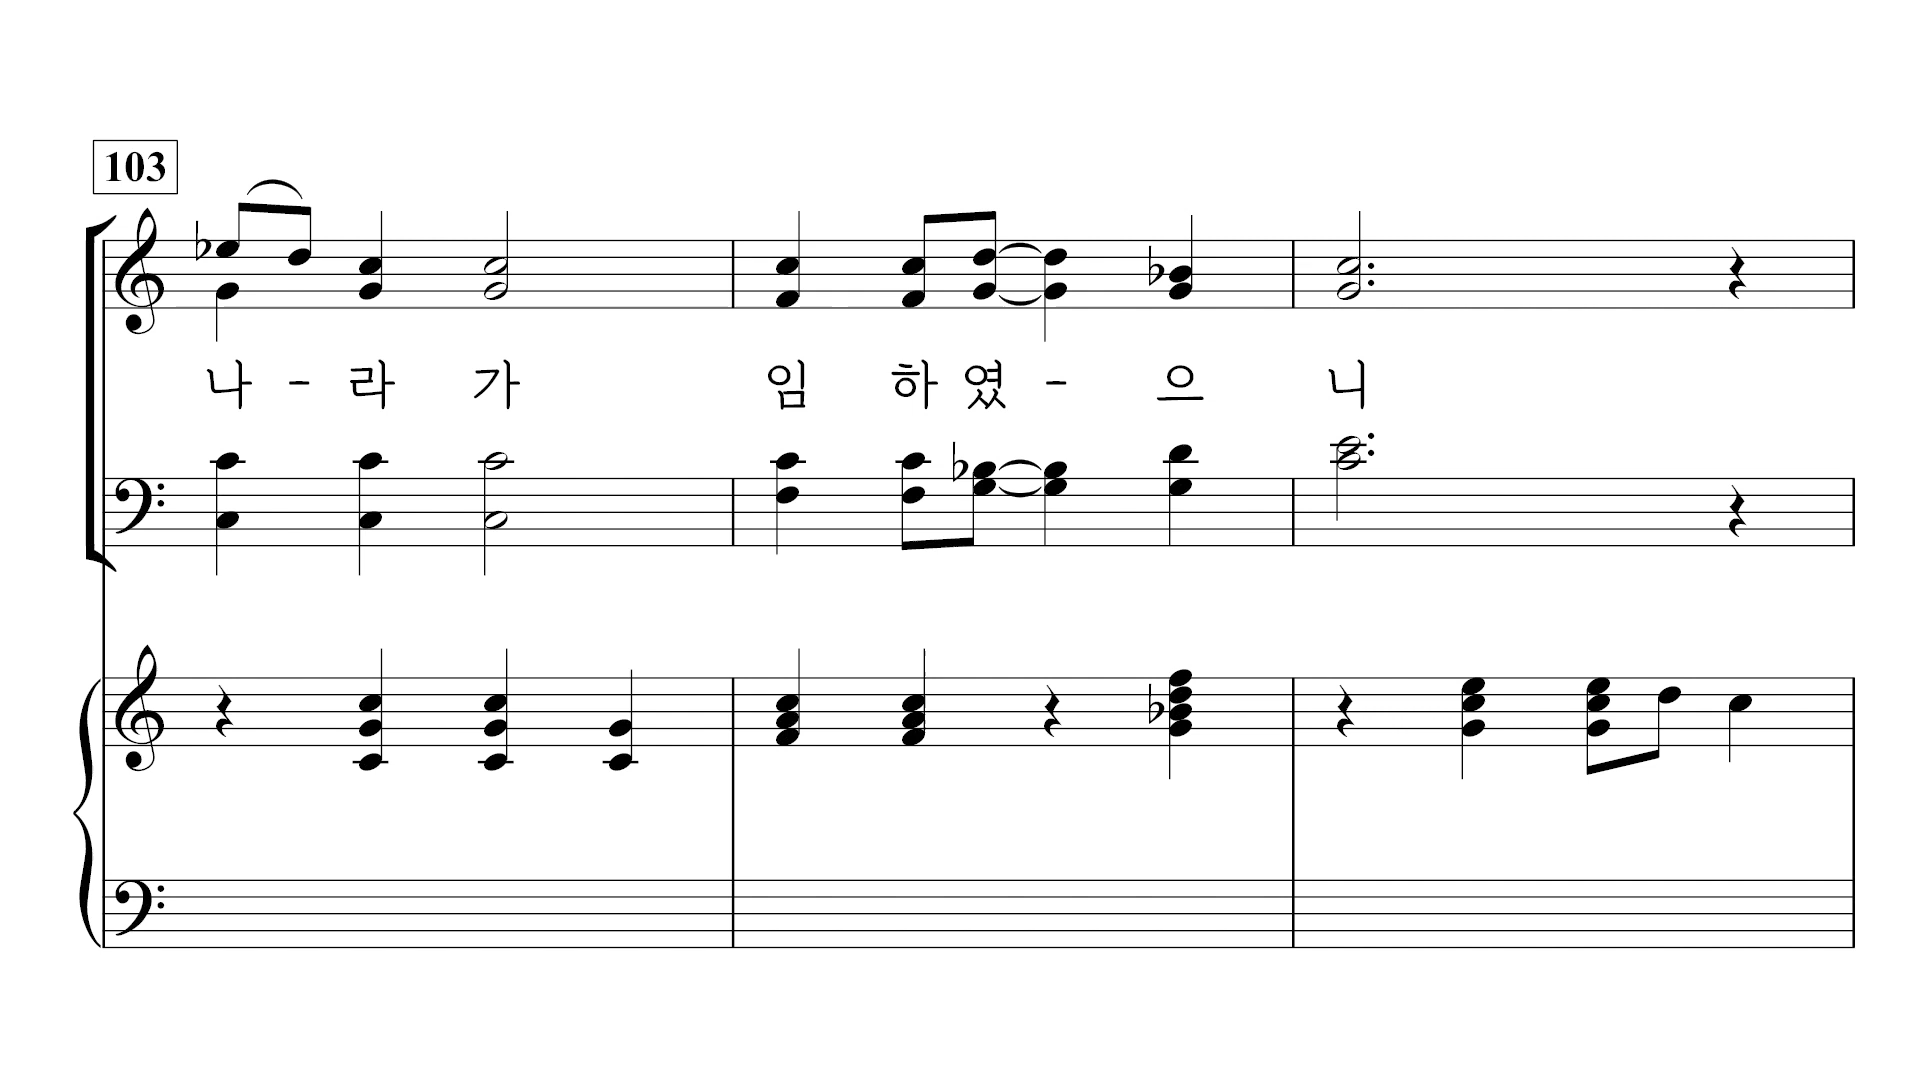 103
나 - 라 가 임 하 였 - 으 니